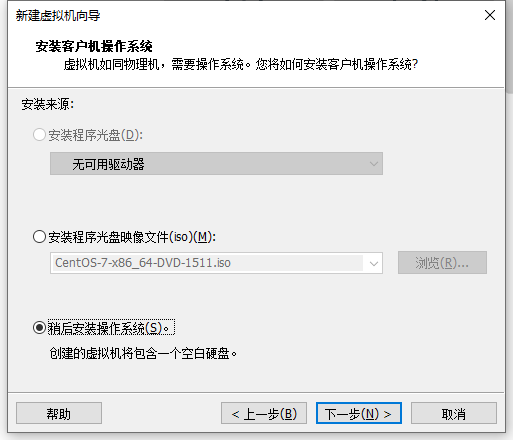 新建虚拟机向导
安装客户机操作系统
虚拟机如同物理机，需要操作系统。您将如何安装客户机操作系统?
安装来源:
安装程序光盘(D):
无可用驱动器
安装程序光盘映像文件(iso)(M):
CentOS-7-x86_64-DVD-1511.iso
浏览(R)...
稍后安装操作系统(S)。
创建的虚拟机将包含一个空白硬盘。
帮助
< 上一步(B)
下一步(N) >
取消